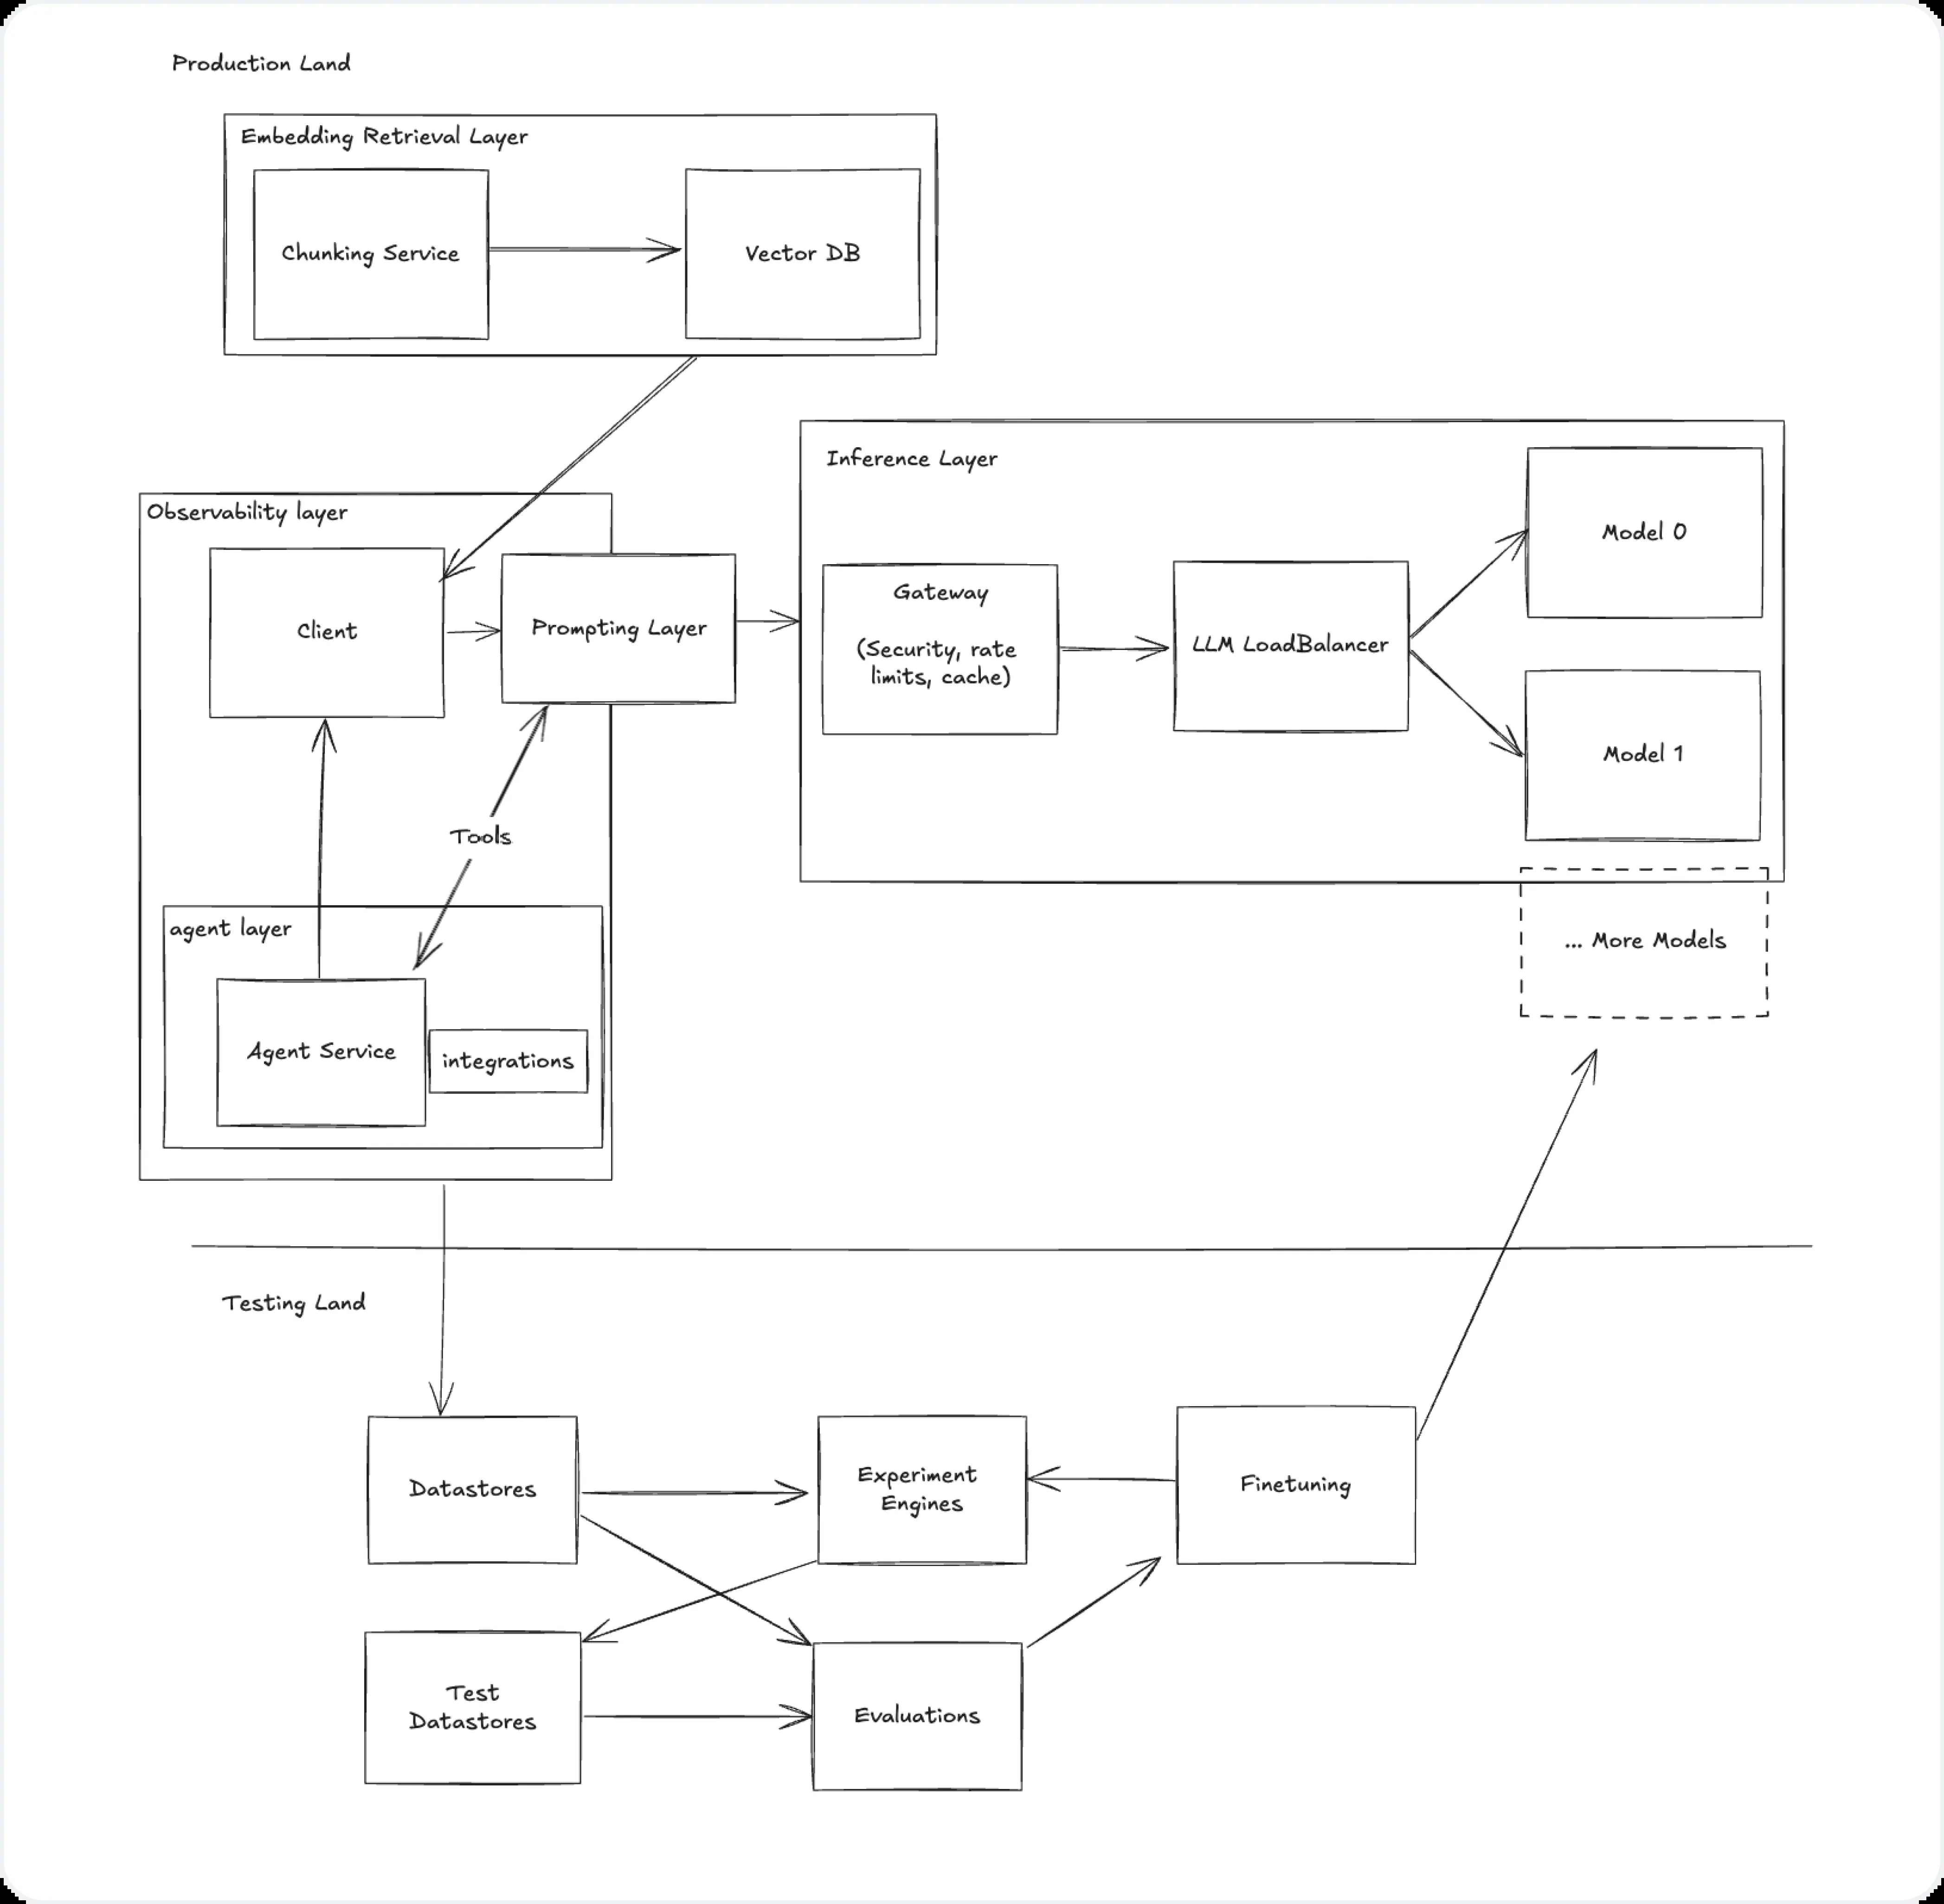 Production Land
Embedding Retrieval Layer
Chunking Service
Vector DB
Inference Layer
Observability layer
Client
Prompting Layer
Gateway
(Security, rate
limits, cache)
LLM LoadBalancer
Model 0
Model 1
Tools
agent layer
Agent Service
integrations
... More Models
Testing Land
Datastores
Experiment
Engines
Finetuning
Test
Datastores
Evaluations